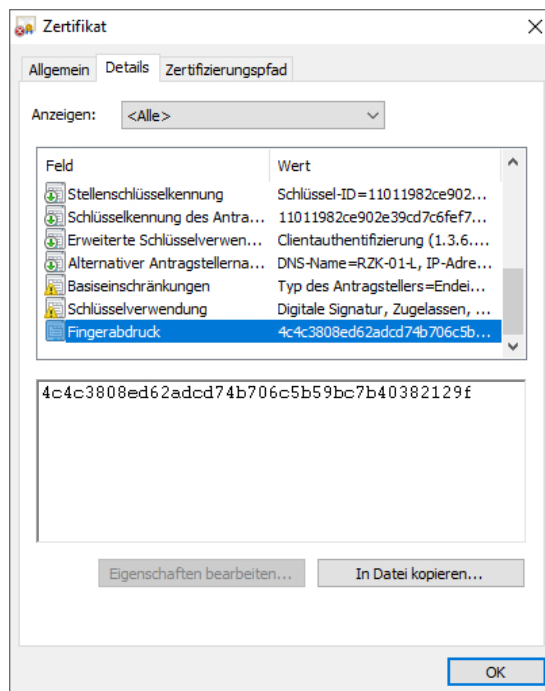 Zertifikat
Allgemein Details Zertifizierungspfad
Anzeigen: <Alle>
Feld Wert
Stellenschlüsselkennung Schlüssel-ID=11011982ce902...
Schlüsselkennung des Antra... 11011982ce902e39cd7c6fef7...
Erweiterte Schlüsselverwen... Clientauthentifizierung (1.3.6....
Alternativer Antragstellerna... DNS-Name=RZK-01-L, IP-Adre...
Basiseinschränkungen Typ des Antragstellers=Endei...
Schlüsselverwendung Digitale Signatur, Zugelassen, ...
Fingerabdruck 4c4c3808ed62adcd74b706c5b...
4c4c3808ed62adcd74b706c5b59bc7b40382129f
Eigenschaften bearbeiten... In Datei kopieren...
OK